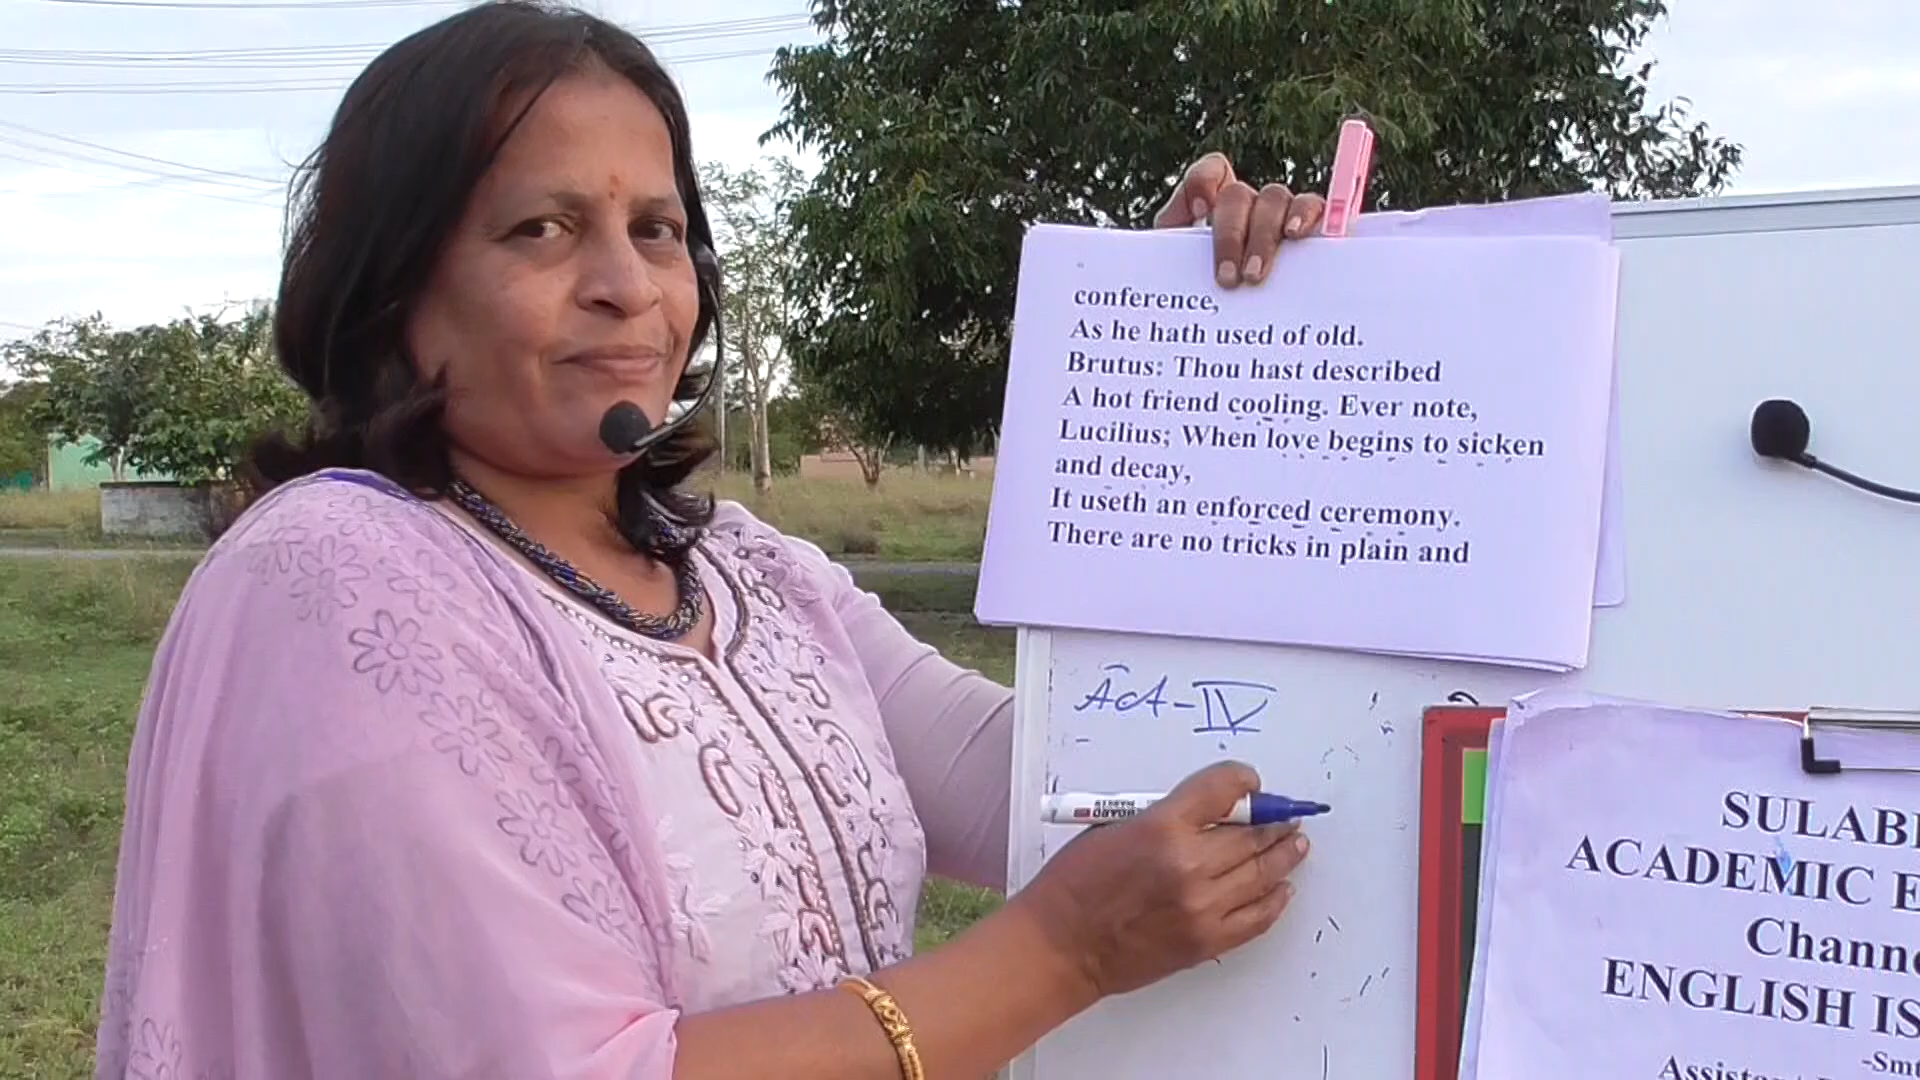 conference,
As he hath used of old.
Brutus: Thou hast described
A hot friend cooling. Ever note,
Lucilius; When love begins to sicken
and decay,
It useth an enforced ceremony.
There are no tricks in plain and
Act-IV
SULAB
ACADEMIC E
Channe
ENGLISH IS
-Smt